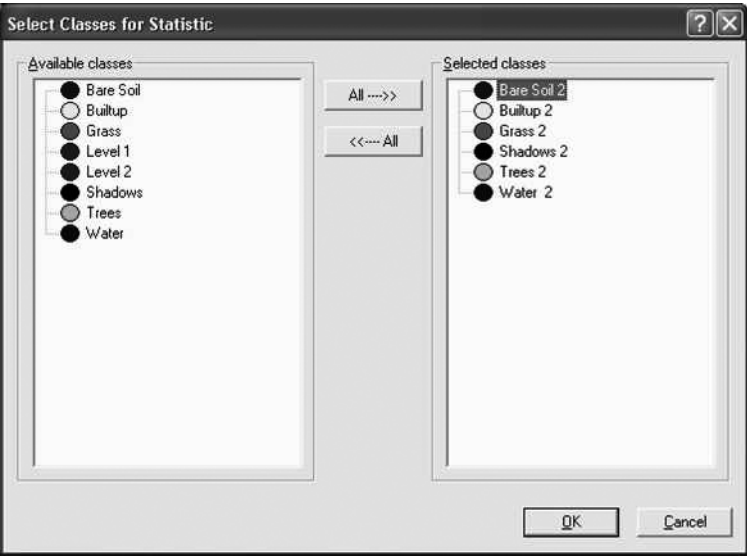 Select Classes for Statistic
?
X
Available classes
Bare Soil
Builtup
Grass
Level 1
Level 2
Shadows
Trees
Water
All ---->>
<<---- All
Selected classes
Bare Soil 2
Builtup 2
Grass 2
Shadows 2
Trees 2
Water 2
OK
Cancel